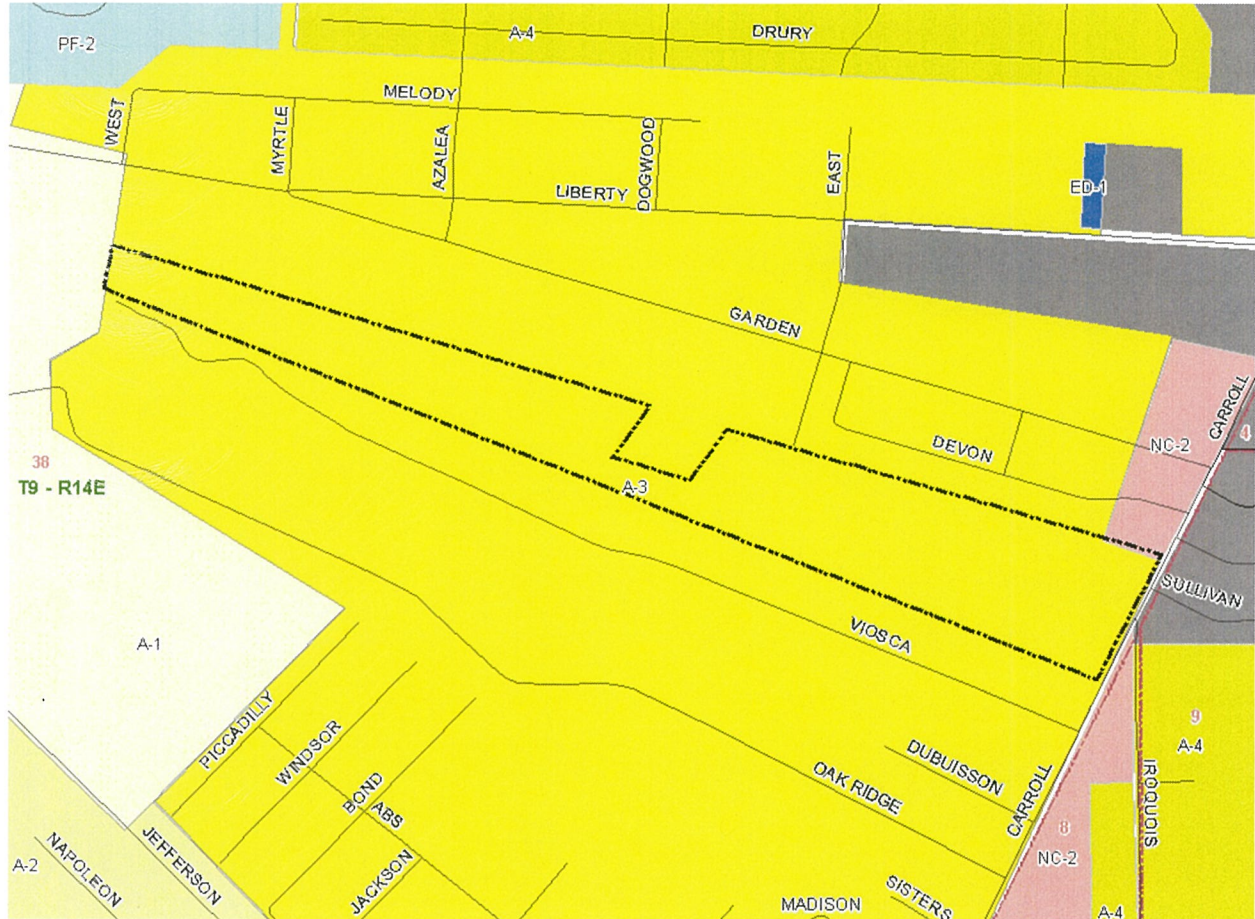 PF-2
A-4
DRURY
MELODY
WEST
MYRTLE
AZALEA
DOGWOOD
EAST
LIBERTY
ED-1
GARDEN
DEVON
NC-2
CARROLL
4
38
T9 - R14E
A-3
SULLIVAN
VIOSCA
A-1
PICCADILLY
WINDSOR
BOND
ABS
JACKSON
DUBUISSON
OAK RIDGE
CARROLL
IROQUOIS
9
A-4
8
NC-2
A-2
NAPOLEON
JEFFERSON
MADISON
SISTERS
A-4